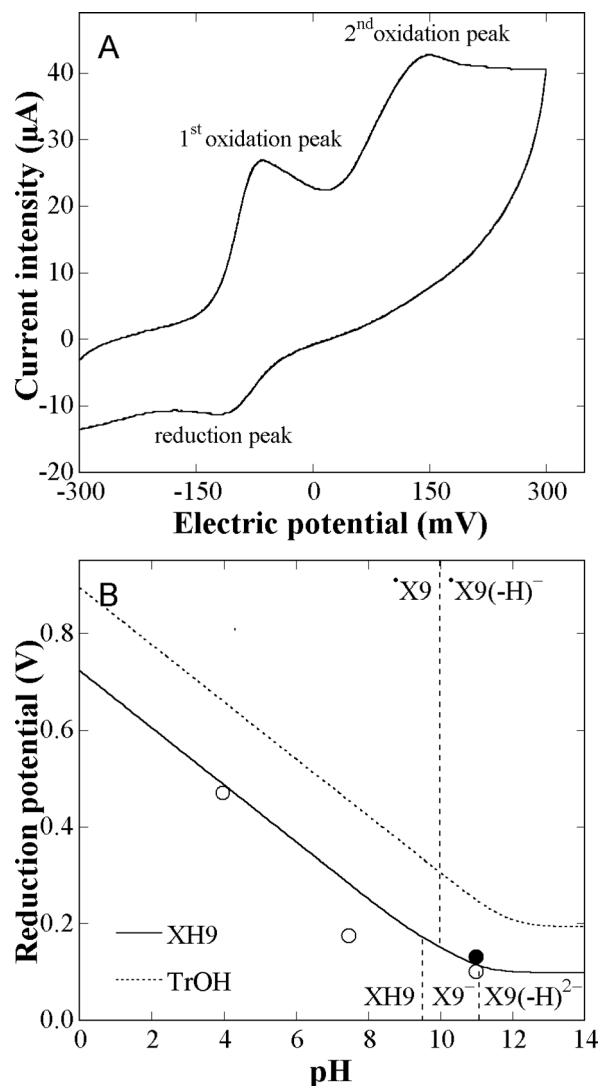 A
2nd oxidation peak
1st oxidation peak
reduction peak
Current intensity (μA)
40
30
20
10
0
-10
-20
-300
-150
0
150
300
Electric potential (mV)
B
•X9
•X9(-H)−
Reduction potential (V)
0.8
0.6
0.4
0.2
0.0
XH9
TrOH
XH9
X9−
X9(-H)2−
0
2
4
6
8
10
12
14
pH